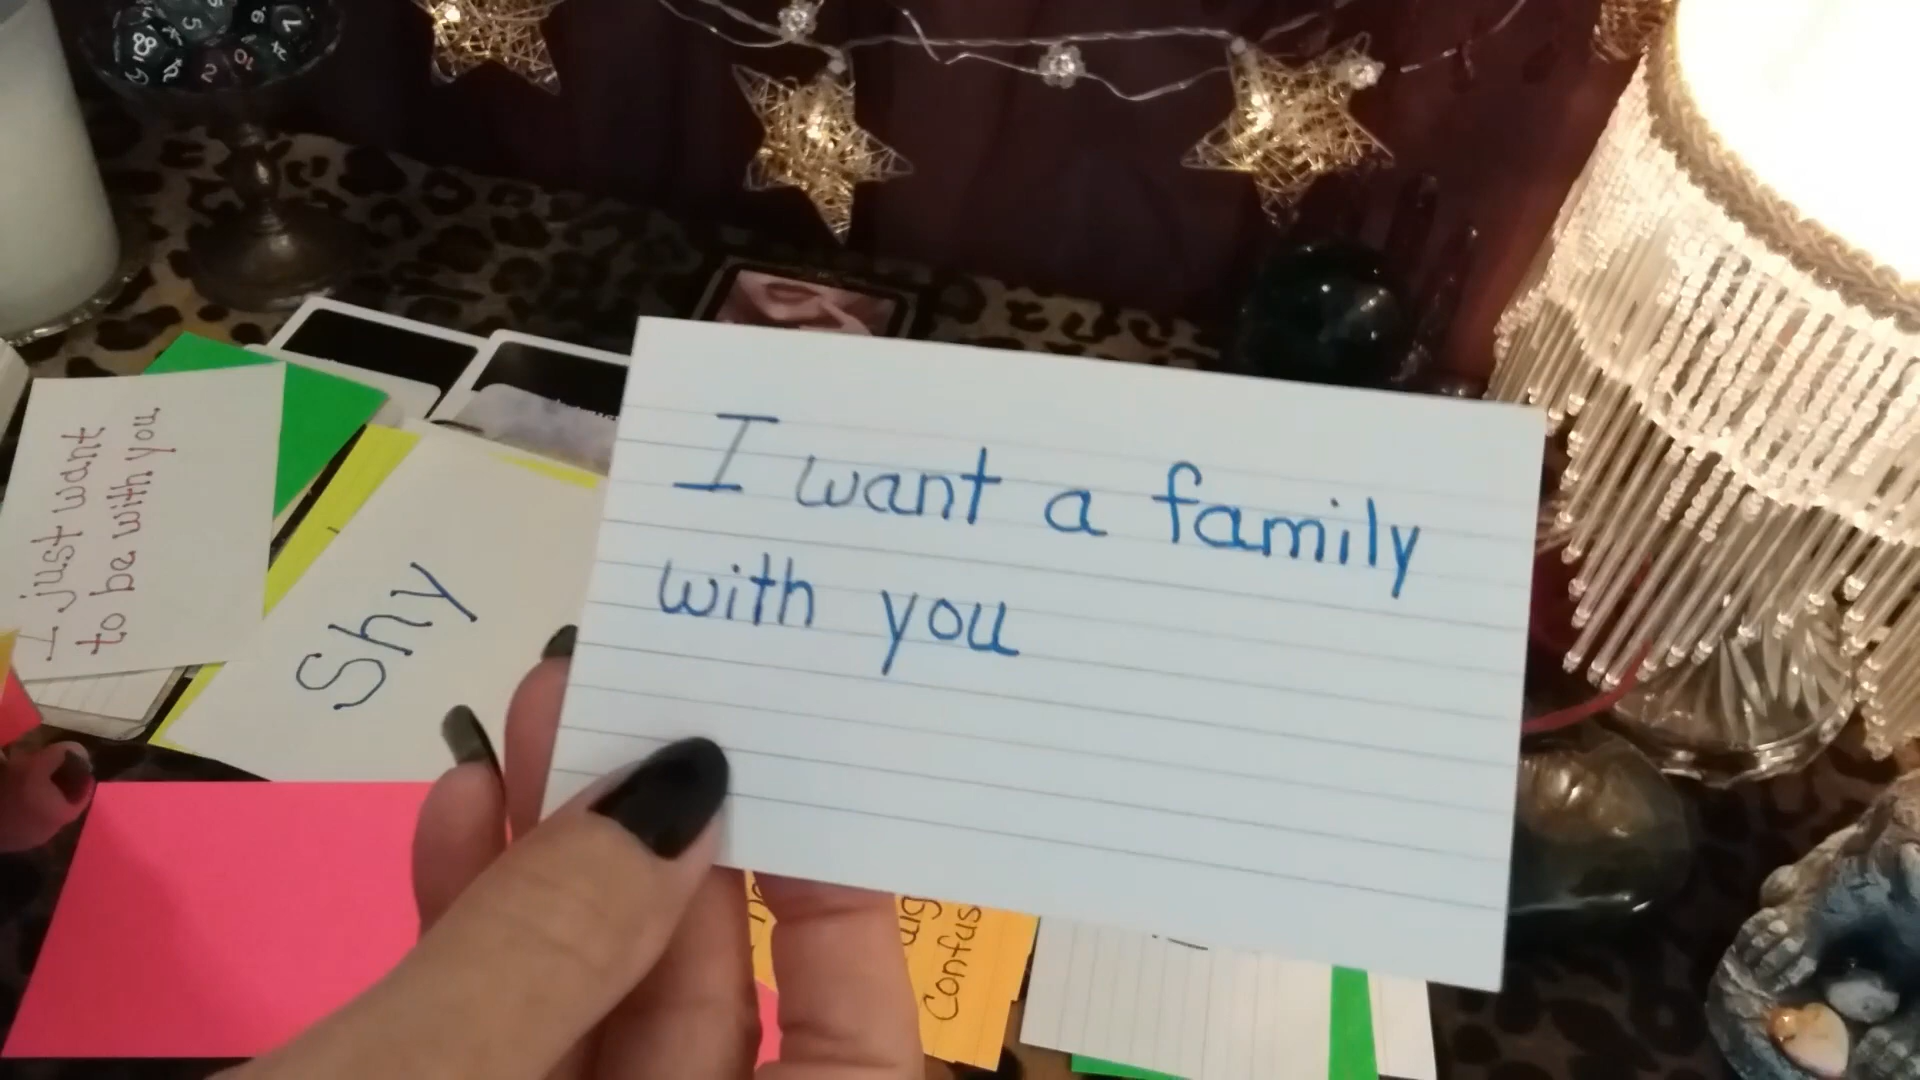 I want a family
with you
I just want
to be with you
Shy